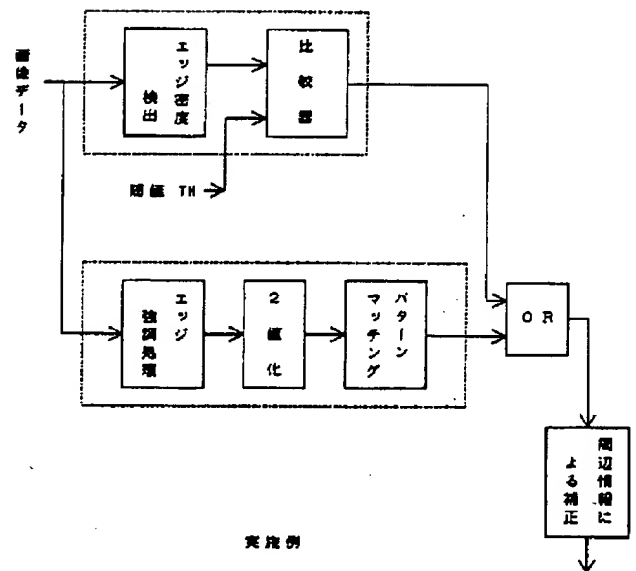 画像データ
エッジ密度
検出
比較器
閾値 TH
エッジ
強調処理
2値化
パターン
マッチング
OR
周辺情報に
よる補正
実施例